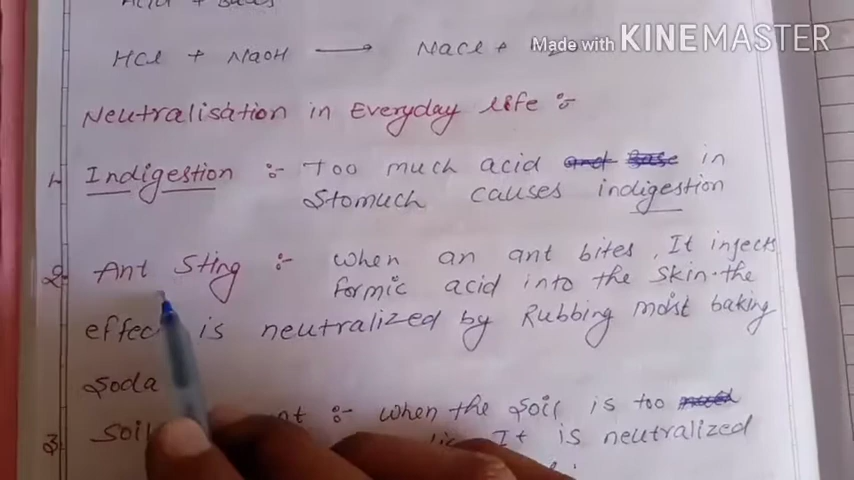 Acid + Bases
HCl + NaOH → NaCl +
Made with KINEMASTER
Neutralisation in Everyday life :-
1. Indigestion :- Too much acid and Base in
Stomuch causes indigestion
2. Ant Sting :- when an ant bites, It injects
formic acid into the skin. the
effect is neutralized by Rubbing moist baking
Soda
3. Soil :- when the Soil is too
It is neutralized